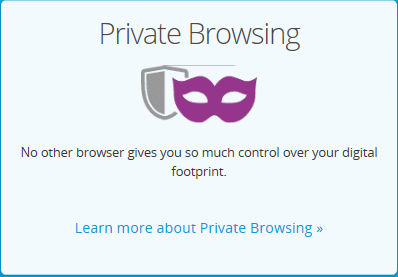 Private Browsing
No other browser gives you so much control over your digital
footprint.
Learn more about Private Browsing »